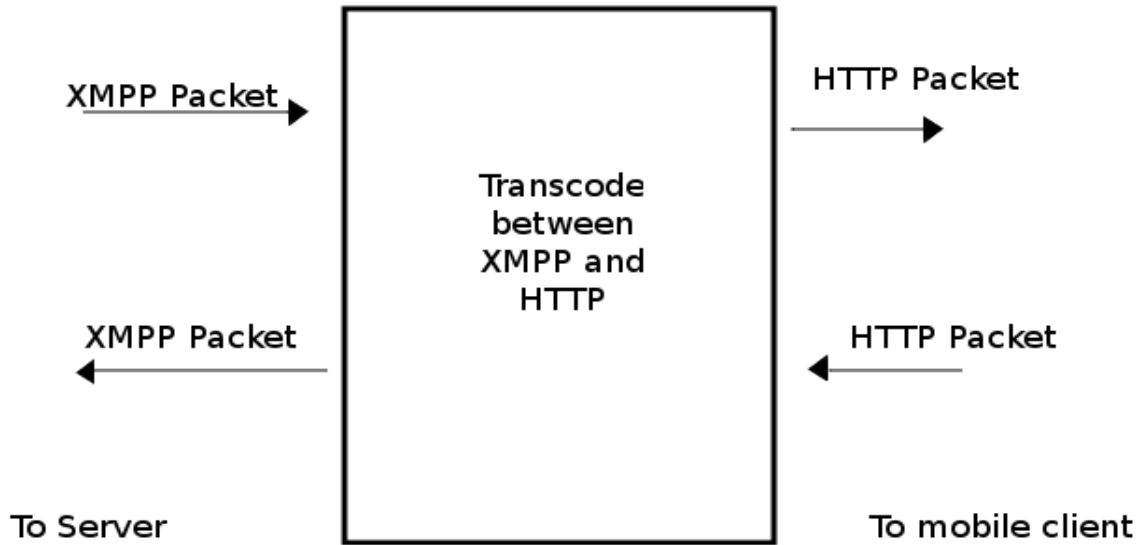 XMPP Packet
HTTP Packet
Transcode
between
XMPP and
HTTP
XMPP Packet
HTTP Packet
To Server
To mobile client